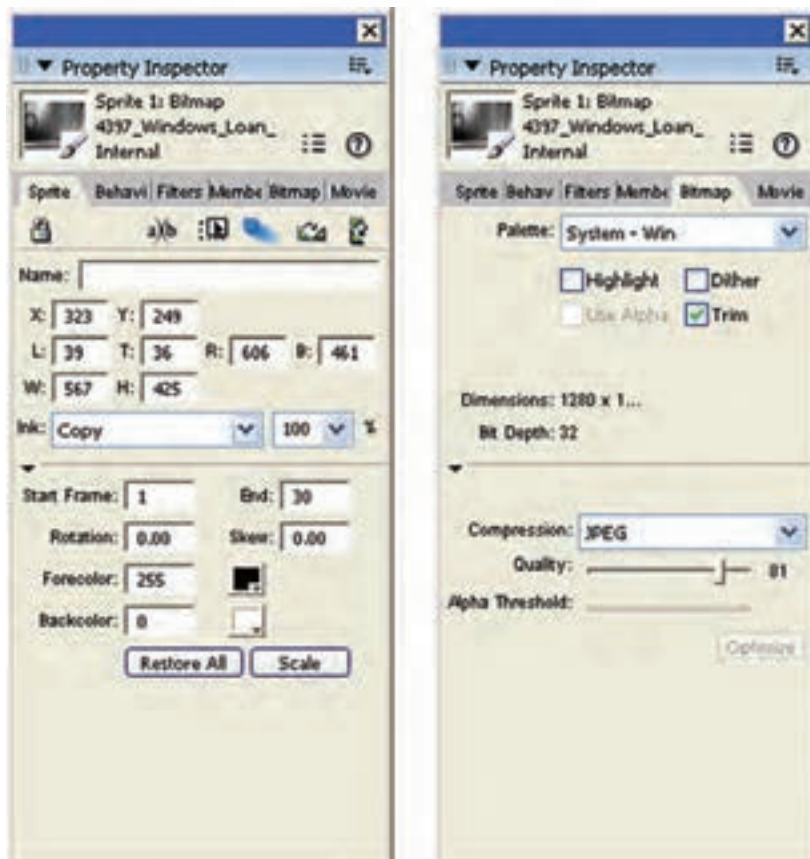 Property Inspector
Sprite 1: Bitmap
4397_Windows_Loan_
Internal
Sprite Behavi Filters Membe Bitmap Movie
a)(b
Name:
X: 323 Y: 249
L: 39 T: 36 R: 606 B: 461
W: 567 H: 425
Ink: Copy 100 %
Start Frame: 1 End: 30
Rotation: 0.00 Skew: 0.00
Forecolor: 255
Backcolor: 0
Restore All Scale
Property Inspector
Sprite 1: Bitmap
4397_Windows_Loan_
Internal
Sprite Behav Filters Membe Bitmap Movie
Palette: System - Win
Highlight Dither
Use Alpha Trim
Dimensions: 1280 x 1...
Bit Depth: 32
Compression: JPEG
Quality: 81
Alpha Threshold:
Optimize